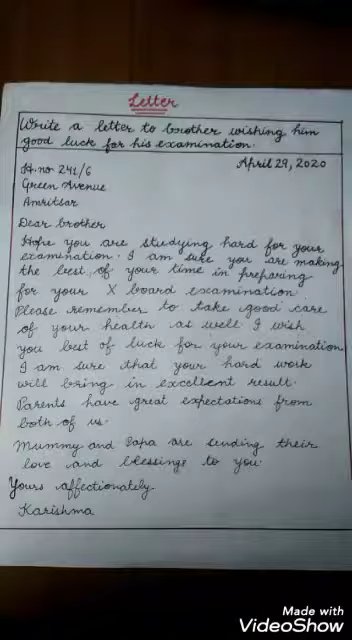 Letter
Write a letter to brother wishing him
good luck for his examination.
H.no 241/6
April 29, 2020
Green Avenue
Amritsar
Dear brother
Hope you are studying hard for your
examination. I am sure you are making
the best of your time in preparing
for your X board examination
Please remember to take good care
of your health as well. I wish
you best of luck for your examination
I am sure that your hard work
will bring in excellent result.
Parents have great expectations from
both of us.
Mummy and Papa are sending their
love and blessings to you.
Yours affectionately
Karishma
Made with
VideoShow